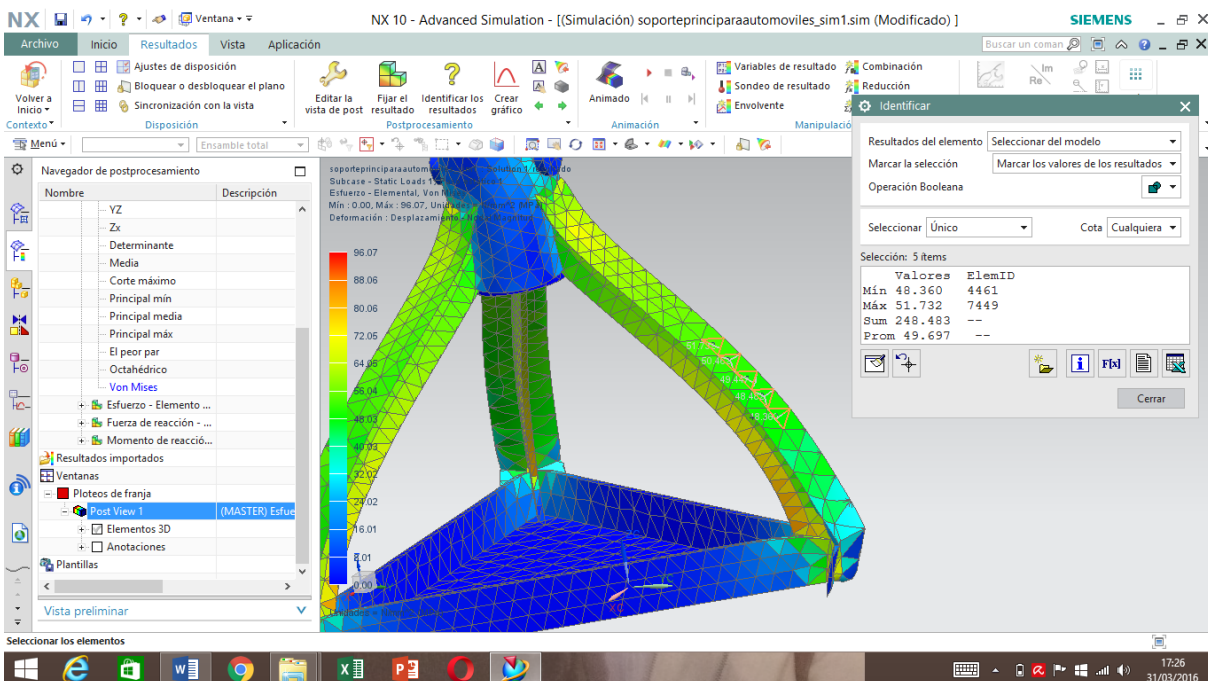 NX Ventana NX 10 - Advanced Simulation - [(Simulación) soporteprinciparaautomoviles_sim1.sim (Modificado) ] SIEMENS
Archivo Inicio Resultados Vista Aplicación Buscar un coman
Volver a Inicio
Ajustes de disposición
Bloquear o desbloquear el plano
Sincronización con la vista
Editar la vista de post
Fijar el resultado
Identificar los resultados
Crear gráfico
Animado
Variables de resultado
Sondeo de resultado
Envolvente
Combinación
Reducción
Im
Re
Contexto Disposición Postprocesamiento Animación Manipulació
Menú Ensamble total
Navegador de postprocesamiento
Nombre Descripción
YZ
Zx
Determinante
Media
Corte máximo
Principal mín
Principal media
Principal máx
El peor par
Octahédrico
Von Mises
Esfuerzo - Elemento ...
Fuerza de reacción - ...
Momento de reacció...
Resultados importados
Ventanas
Ploteos de franja
Post View 1 (MASTER) Esfue
Elementos 3D
Anotaciones
Plantillas
Vista preliminar
Subcase - Static Loads 1,
Esfuerzo - Elemental, Von
Mín : 0.00, Máx : 96.07,
Deformación :
96.07
88.06
80.06
72.05
64.05
56.04
48.03
40.03
32.02
24.02
16.01
8.01
0.00
Identificar
Resultados del elemento Seleccionar del modelo
Marcar la selección Marcar los valores de los resultados
Operación Booleana
Seleccionar Único Cota Cualquiera
Selección: 5 ítems
Valores ElemID
Mín 48.360 4461
Máx 51.732 7449
Sum 248.483 --
Prom 49.697 --
F[x]
Cerrar
Seleccionar los elementos
17:26
31/03/2016